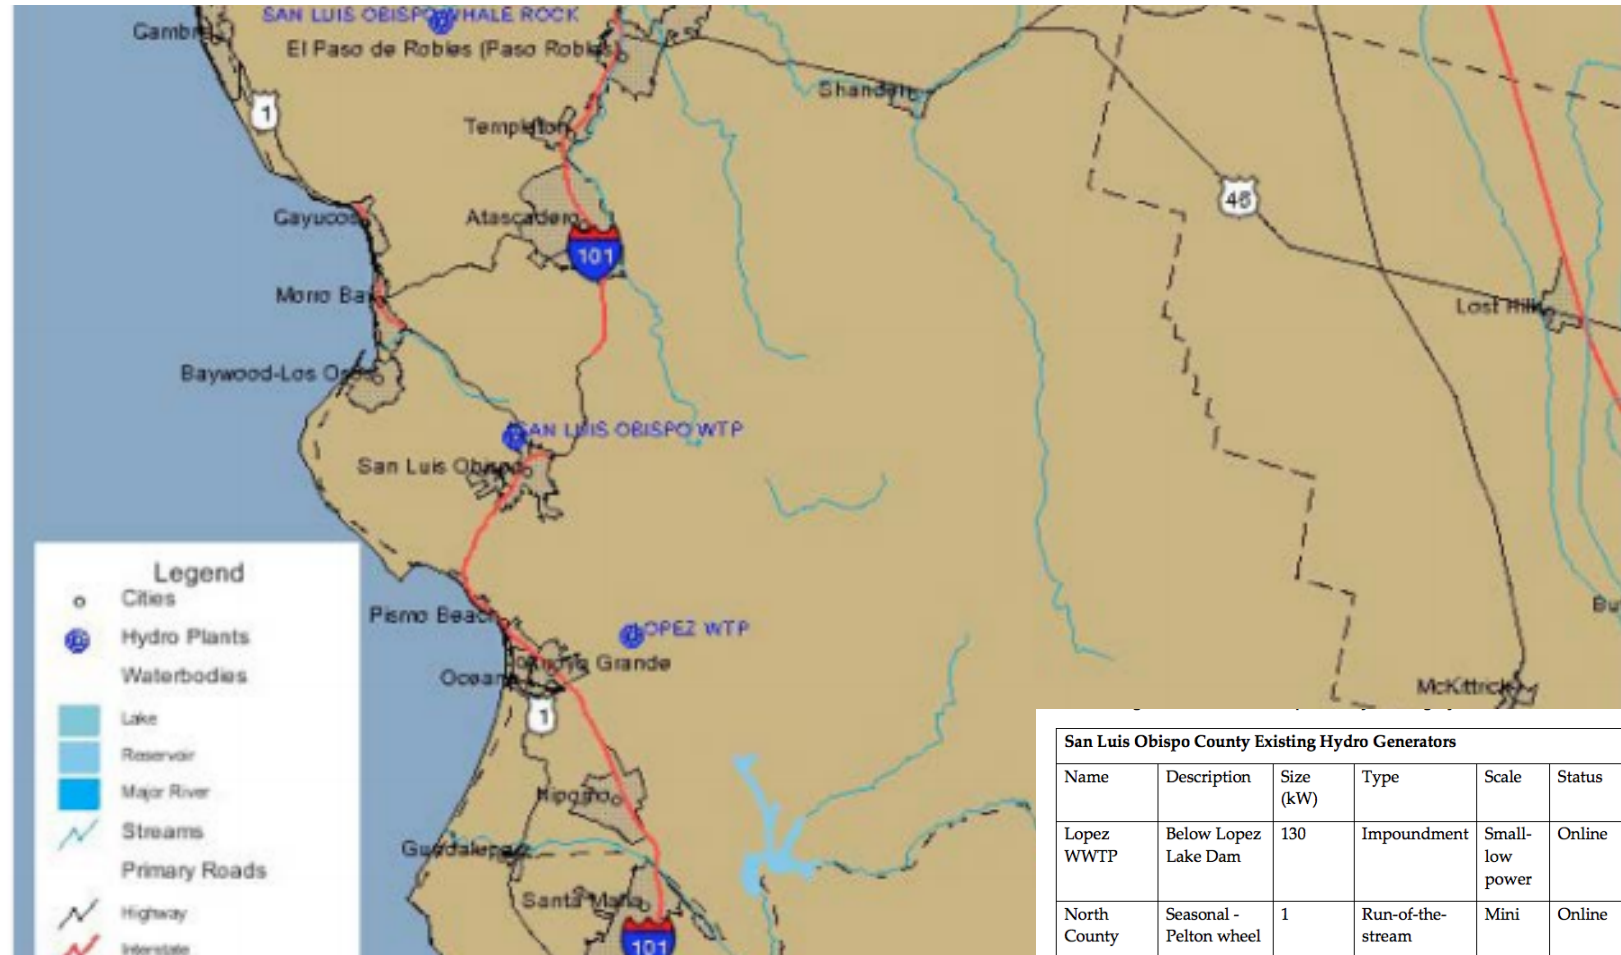 SAN LUIS OBISPO WHALE ROCK
El Paso de Robles (Paso Robles)
1
Shandon
Templeton
46
Cayucos
Atascadero
101
Morro Bay
Lost Hills
Baywood-Los Osos
SAN LUIS OBISPO WTP
San Luis Obispo
Pismo Beach
LOPEZ WTP
Arroyo Grande
Oceano
McKittrick
1
Nipomo
Guadalupe
Santa Maria
101
Legend
Cities
Hydro Plants
Waterbodies
Lake
Reservoir
Major River
Streams
Primary Roads
Highway
Interstate
San Luis Obispo County Existing Hydro Generators
Name Description Size (kW) Type Scale Status
Lopez WWTP Below Lopez Lake Dam 130 Impoundment Small-low power Online
North County Seasonal - Pelton wheel 1 Run-of-the-stream Mini Online